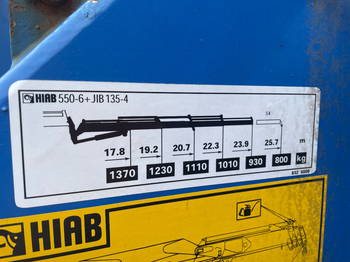 HIAB 550-6+JIB 135-4
17.8 19.2 20.7 22.3 23.9 25.7 m
1370 1230 1110 1010 930 800 kg
HIAB